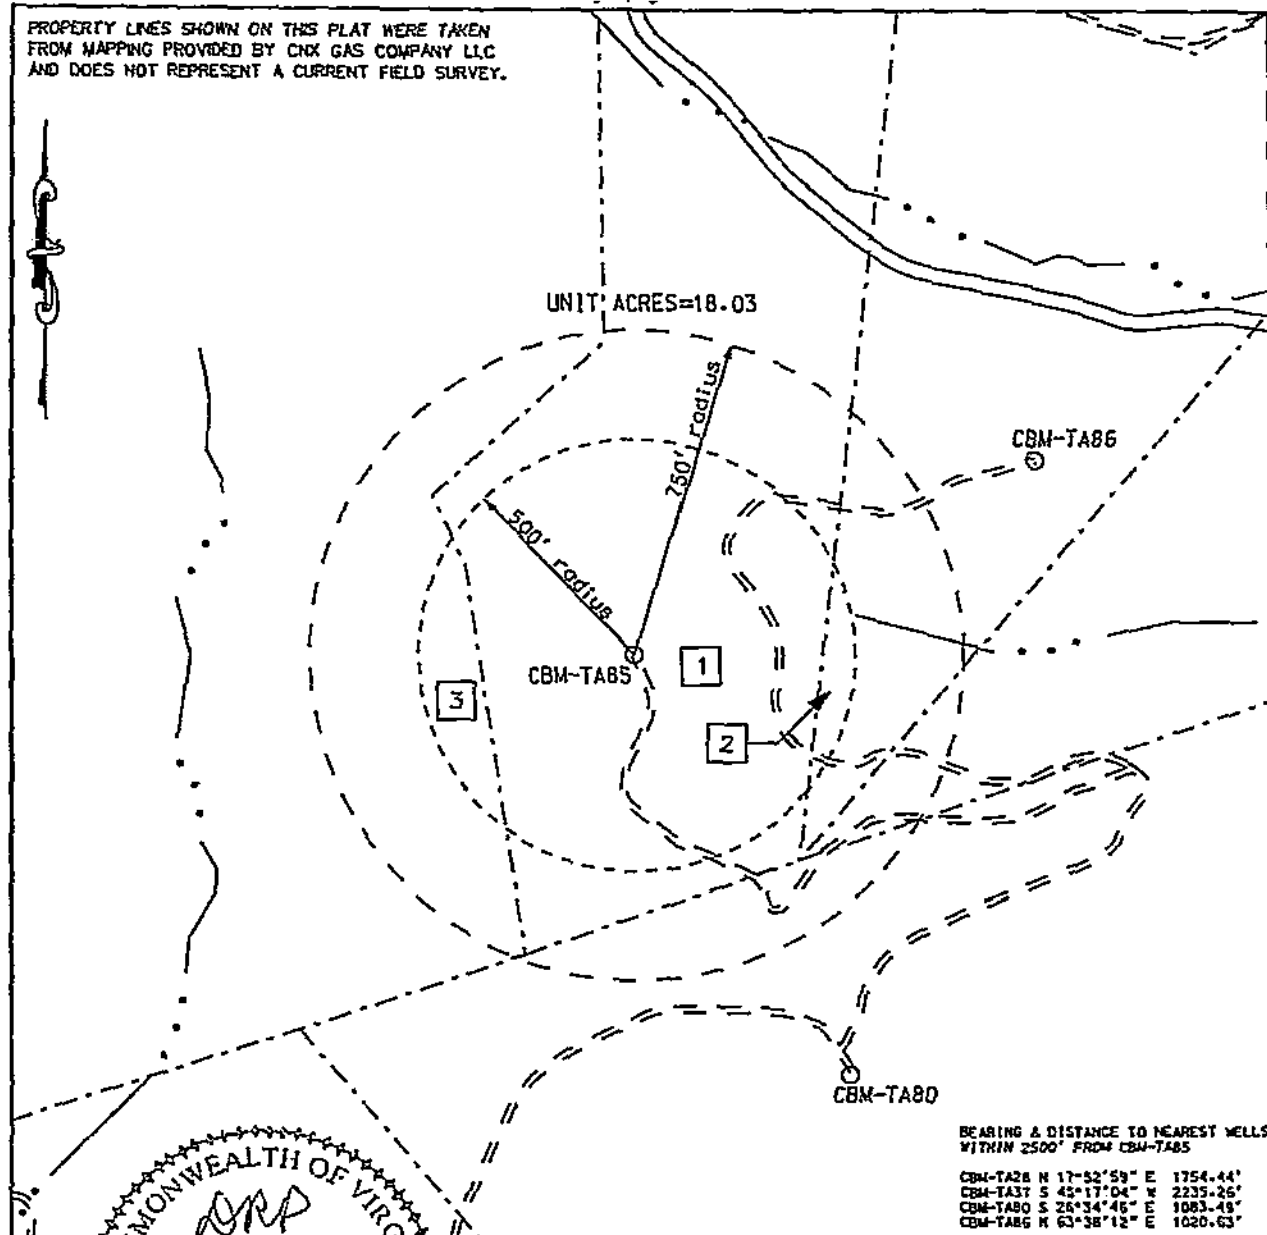 PROPERTY LINES SHOWN ON THIS PLAT WERE TAKEN
FROM MAPPING PROVIDED BY CNX GAS COMPANY LLC
AND DOES NOT REPRESENT A CURRENT FIELD SURVEY.
UNIT ACRES=18.03
750' radius
500' radius
CBM-TA86
CBM-TA85
1
3
2
CBM-TA80
BEARING & DISTANCE TO NEAREST WELLS
WITHIN 2500' FROM CBM-TA85
CBM-TA28 N 17°52'59" E 1754.44'
CBM-TA37 S 45°17'04" W 2235.26'
CBM-TA80 S 26°34'46" E 1083.49'
CBM-TA86 N 63°38'12" E 1020.63'
MONWEALTH OF VIRG